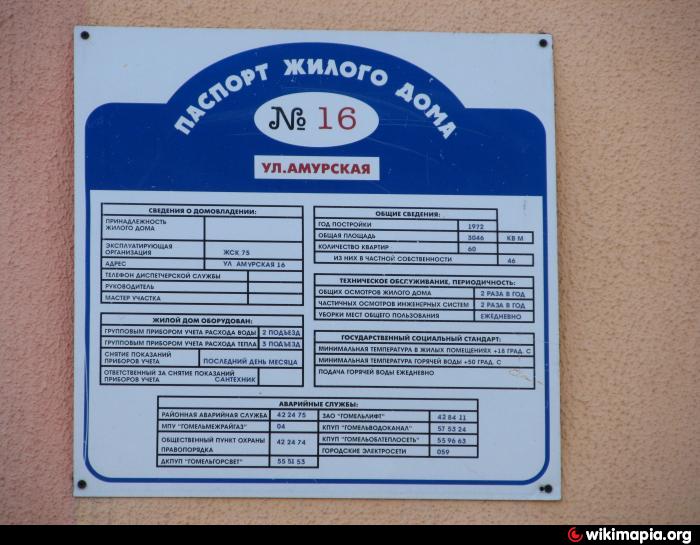 ПАСПОРТ ЖИЛОГО ДОМА
№ 16
УЛ.АМУРСКАЯ
СВЕДЕНИЯ О ДОМОВЛАДЕНИИ:
ПРИНАДЛЕЖНОСТЬ
ЖИЛОГО ДОМА
ЭКСПЛУАТИРУЮЩАЯ
ОРГАНИЗАЦИЯ ЖСК 75
АДРЕС УЛ АМУРСКАЯ 16
ТЕЛЕФОН ДИСПЕТЧЕРСКОЙ СЛУЖБЫ
РУКОВОДИТЕЛЬ
МАСТЕР УЧАСТКА
ЖИЛОЙ ДОМ ОБОРУДОВАН:
ГРУППОВЫМ ПРИБОРОМ УЧЕТА РАСХОДА ВОДЫ 2 ПОДЪЕЗД
ГРУППОВЫМ ПРИБОРОМ УЧЕТА РАСХОДА ТЕПЛА 3 ПОДЪЕЗД
СНЯТИЕ ПОКАЗАНИЙ
ПРИБОРОВ УЧЕТА ПОСЛЕДНИЙ ДЕНЬ МЕСЯЦА
ОТВЕТСТВЕННЫЙ ЗА СНЯТИЕ ПОКАЗАНИЙ
ПРИБОРОВ УЧЕТА САНТЕХНИК
ОБЩИЕ СВЕДЕНИЯ:
ГОД ПОСТРОЙКИ 1972
ОБЩАЯ ПЛОЩАДЬ 3046 КВ М
КОЛИЧЕСТВО КВАРТИР 60
ИЗ НИХ В ЧАСТНОЙ СОБСТВЕННОСТИ 46
ТЕХНИЧЕСКОЕ ОБСЛУЖИВАНИЕ, ПЕРИОДИЧНОСТЬ:
ОБЩИХ ОСМОТРОВ ЖИЛОГО ДОМА 2 РАЗА В ГОД
ЧАСТИЧНЫХ ОСМОТРОВ ИНЖЕНЕРНЫХ СИСТЕМ 2 РАЗА В ГОД
УБОРКИ МЕСТ ОБЩЕГО ПОЛЬЗОВАНИЯ ЕЖЕДНЕВНО
ГОСУДАРСТВЕННЫЙ СОЦИАЛЬНЫЙ СТАНДАРТ:
МИНИМАЛЬНАЯ ТЕМПЕРАТУРА В ЖИЛЫХ ПОМЕЩЕНИЯХ +18 ГРАД. С
МИНИМАЛЬНАЯ ТЕМПЕРАТУРА ГОРЯЧЕЙ ВОДЫ +50 ГРАД. С
ПОДАЧА ГОРЯЧЕЙ ВОДЫ ЕЖЕДНЕВНО
АВАРИЙНЫЕ СЛУЖБЫ:
РАЙОННАЯ АВАРИЙНАЯ СЛУЖБА 42 24 75
МПУ "ГОМЕЛЬМЕЖРАЙГАЗ" 04
ОБЩЕСТВЕННЫЙ ПУНКТ ОХРАНЫ
ПРАВОПОРЯДКА 42 24 74
ДКПУП "ГОМЕЛЬГОРСВЕТ" 55 51 53
ЗАО "ГОМЕЛЬЛИФТ" 42 84 11
КПУП "ГОМЕЛЬВОДОКАНАЛ" 57 53 24
КПУП "ГОМЕЛЬОБЛТЕПЛОСЕТЬ" 55 96 63
ГОРОДСКИЕ ЭЛЕКТРОСЕТИ 059
wikimapia.org